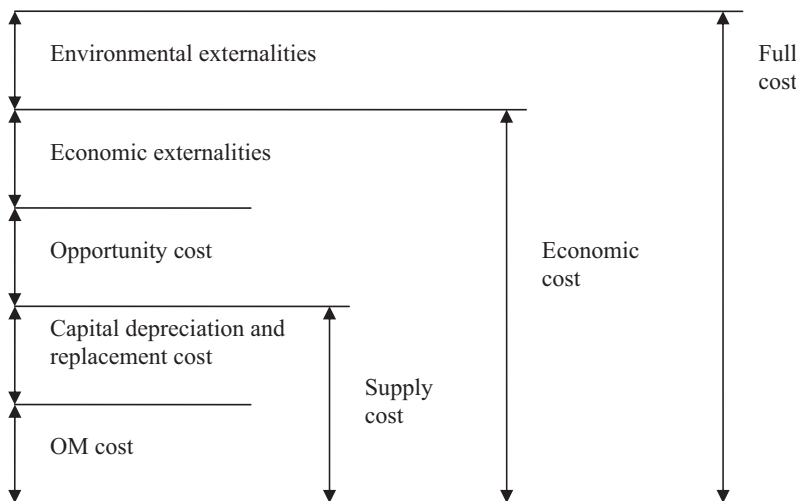 Environmental externalities
Full
cost
Economic externalities
Opportunity cost
Economic
cost
Capital depreciation and
replacement cost
Supply
cost
OM cost